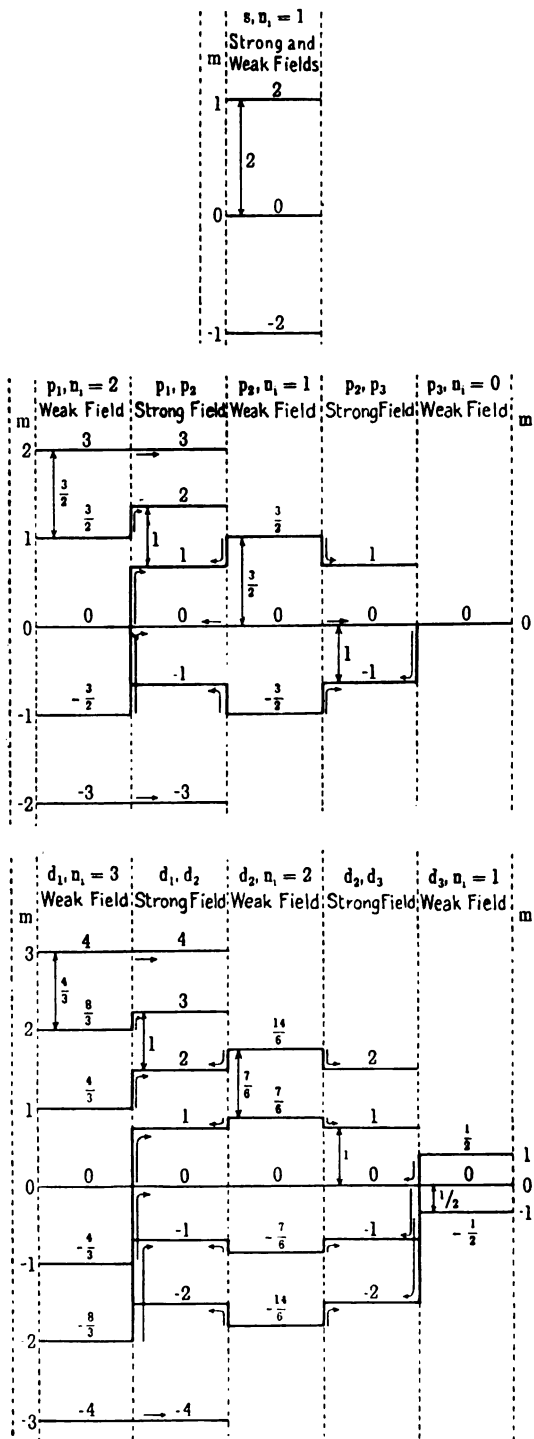 s, n₁ = 1
Strong and
m Weak Fields
2
1
2
0
0
-2
-1
p₁, n₁ = 2 p₁, p₂ p₂, n₁ = 1 p₂, p₃ p₃, n₁ = 0
Weak Field Strong Field Weak Field Strong Field Weak Field
m m
3 3
2
3/2 2
3/2 3/2
1
1 1 1
3/2
0 0 0 0 0
0 0
-1 1 -1
-3/2 -3/2
-1
-3 -3
-2
d₁, n₁ = 3 d₁, d₂ d₂, n₁ = 2 d₂, d₃ d₃, n₁ = 1
Weak Field Strong Field Weak Field Strong Field Weak Field
m m
4 4
3
4/3
8/3 3
14/6
2
1 2 2
7/6
4/3 7/6
1 1 1
1 1/2
1
0 0 0 0 0
0 0
1/2
-1 -1 -1
-4/3 -7/6 -1/2
-1
-2 -2
-8/3 -14/6
-2
-4 -4
-3